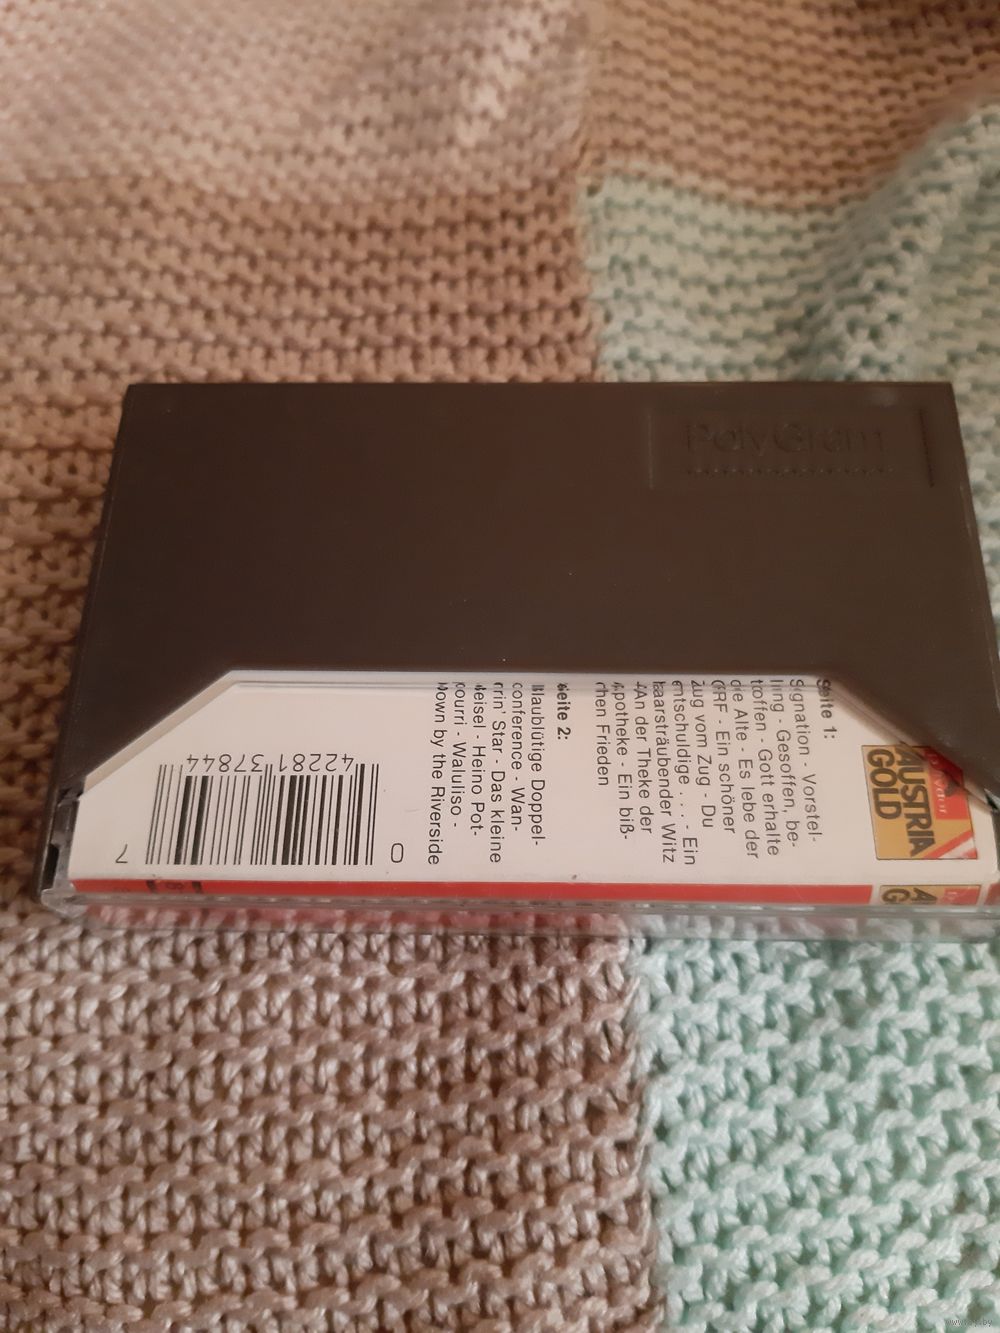 PolyGram
polydor
AUSTRIA
GOLD
Seite 1:
Signation - Vorstel-
lung - Gesoffen, be-
troffen - Gott erhalte
die Alte - Es lebe der
ORF - Ein schöner
Zug vom Zug - Du
entschuldige . . . - Ein
haarsträubender Witz
- An der Theke der
Apotheke - Ein biß-
chen Frieden
Seite 2:
Blaublütige Doppel-
conference - Wan-
rrin' Star - Das kleine
Beisel - Heino Pot-
pourri - Waluliso -
Down by the Riverside
0
42281 37844
7